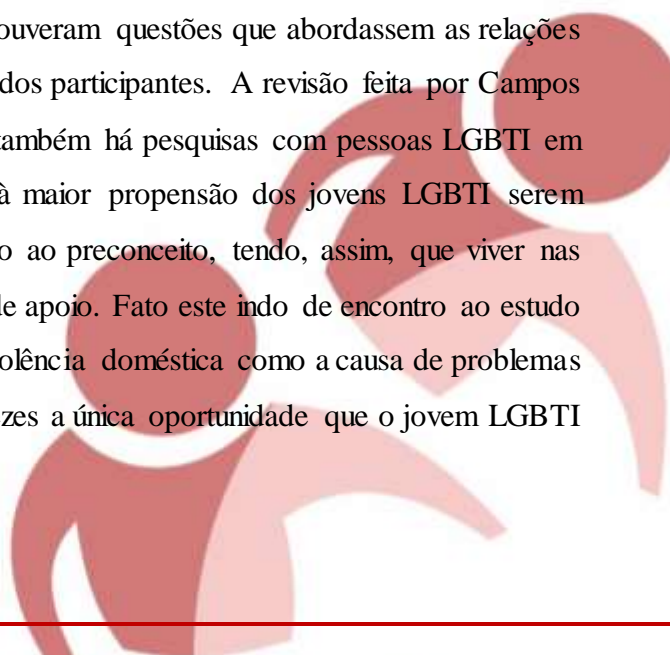 ouveram questões que abordassem as relações
dos participantes. A revisão feita por Campos
também há pesquisas com pessoas LGBTI em
à maior propensão dos jovens LGBTI serem
o ao preconceito, tendo, assim, que viver nas
de apoio. Fato este indo de encontro ao estudo
olência doméstica como a causa de problemas
ezes a única oportunidade que o jovem LGBTI